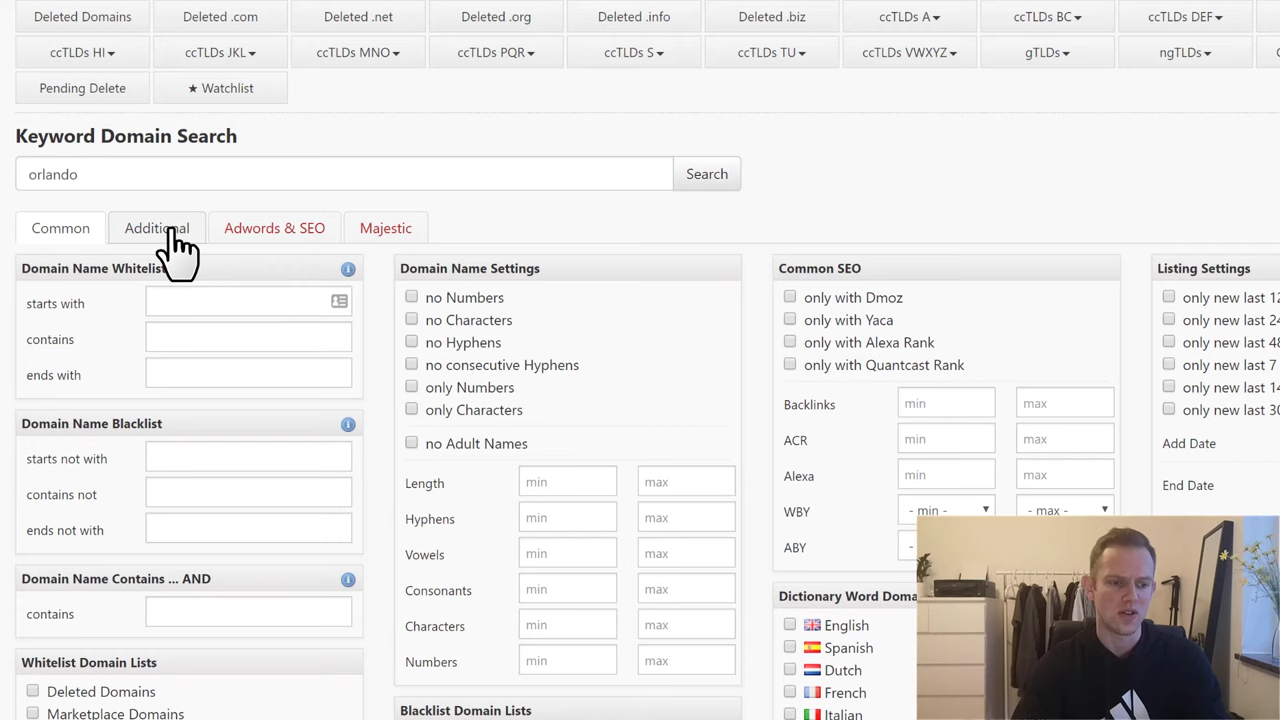 Deleted Domains Deleted .com Deleted .net Deleted .org Deleted .info Deleted .biz ccTLDs A ccTLDs BC ccTLDs DEF
ccTLDs HI ccTLDs JKL ccTLDs MNO ccTLDs PQR ccTLDs S ccTLDs TU ccTLDs VWXYZ gTLDs ngTLDs
Pending Delete ★ Watchlist
Keyword Domain Search
orlando Search
Common Additional Adwords & SEO Majestic
Domain Name Whitelist
starts with
contains
ends with
Domain Name Blacklist
starts not with
contains not
ends not with
Domain Name Contains ... AND
contains
Whitelist Domain Lists
Deleted Domains
Marketplace Domains
Domain Name Settings
no Numbers
no Characters
no Hyphens
no consecutive Hyphens
only Numbers
only Characters
no Adult Names
Length min max
Hyphens min max
Vowels min max
Consonants min max
Characters min max
Numbers min max
Blacklist Domain Lists
Common SEO
only with Dmoz
only with Yaca
only with Alexa Rank
only with Quantcast Rank
Backlinks min max
ACR min max
Alexa min max
WBY - min - - max -
ABY -
Dictionary Word Doma
English
Spanish
Dutch
French
Italian
Listing Settings
only new last 12
only new last 24
only new last 48
only new last 7
only new last 14
only new last 30
Add Date
End Date